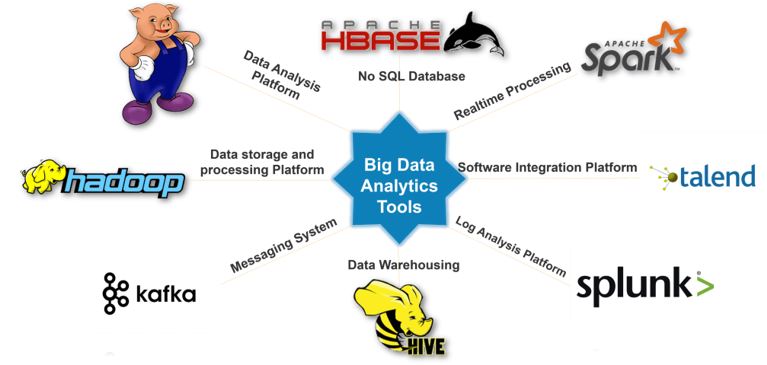 APACHE
HBASE
APACHE
Spark
Data Analysis
Platform
No SQL Database
Realtime Processing
hadoop
Data storage and
processing Platform
Big Data
Analytics
Tools
Software Integration Platform
talend
Messaging System
Log Analysis Platform
kafka
Data Warehousing
splunk>
HIVE